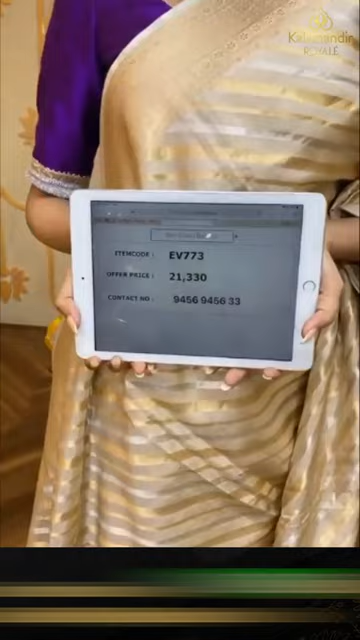 Kalamandir
ROYALE
ITEMCODE : EV773
OFFER PRICE : 21,330
CONTACT NO : 9456 9456 33